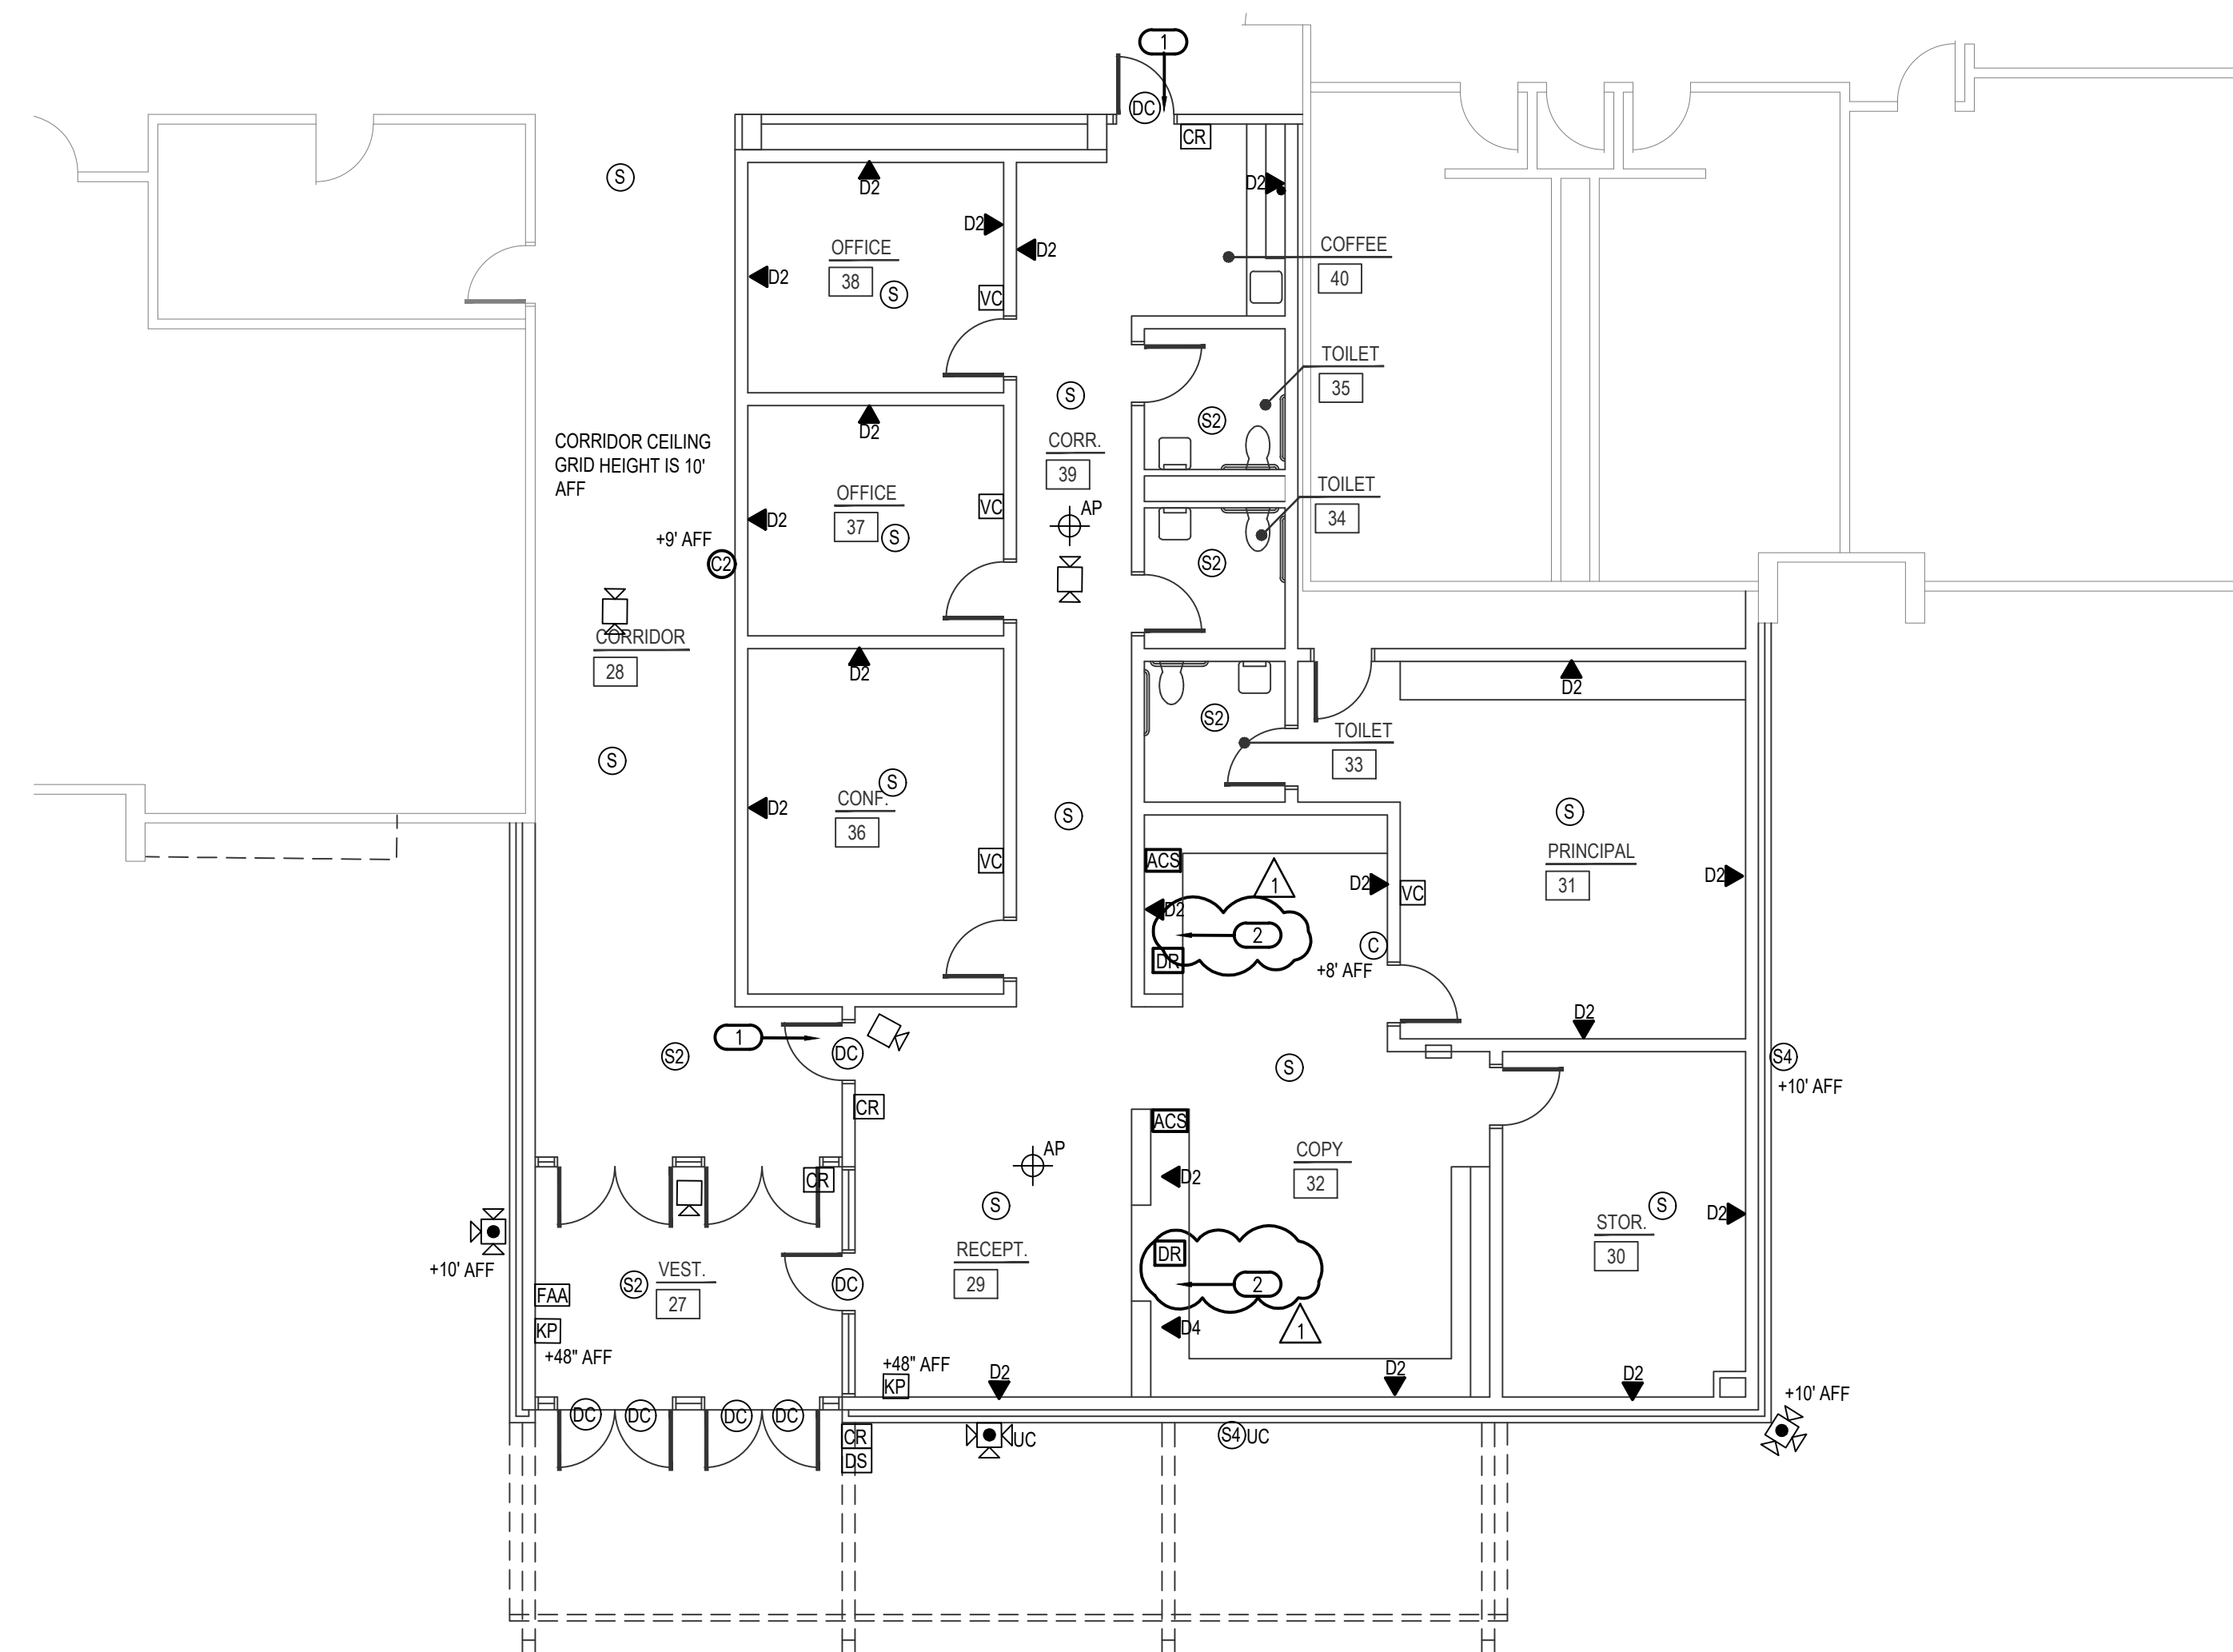 1
DC
CR
D2
S
D2
D2
D2
D2
OFFICE
38
COFFEE
40
S
VC
TOILET
35
S
D2
S2
CORRIDOR CEILING
GRID HEIGHT IS 10'
AFF
CORR.
39
TOILET
34
OFFICE
37
VC
AP
D2
S
+9' AFF
C2
S2
CORRIDOR
28
D2
D2
S2
TOILET
33
S
S
CONF.
36
D2
S
S
PRINCIPAL
31
VC
ACS
1
D2
VC
D2
D2
2
DR
C
+8' AFF
D2
1
DC
S2
S
S4
+10' AFF
CR
ACS
COPY
32
AP
CR
D2
S
S
D2
STOR.
30
RECEPT.
29
DR
+10' AFF
VEST.
27
S2
DC
2
FAA
KP
+48" AFF
D4
1
+48" AFF
KP
D2
D2
D2
+10' AFF
DC
DC
DC
DC
CR
DS
UC
S4
UC